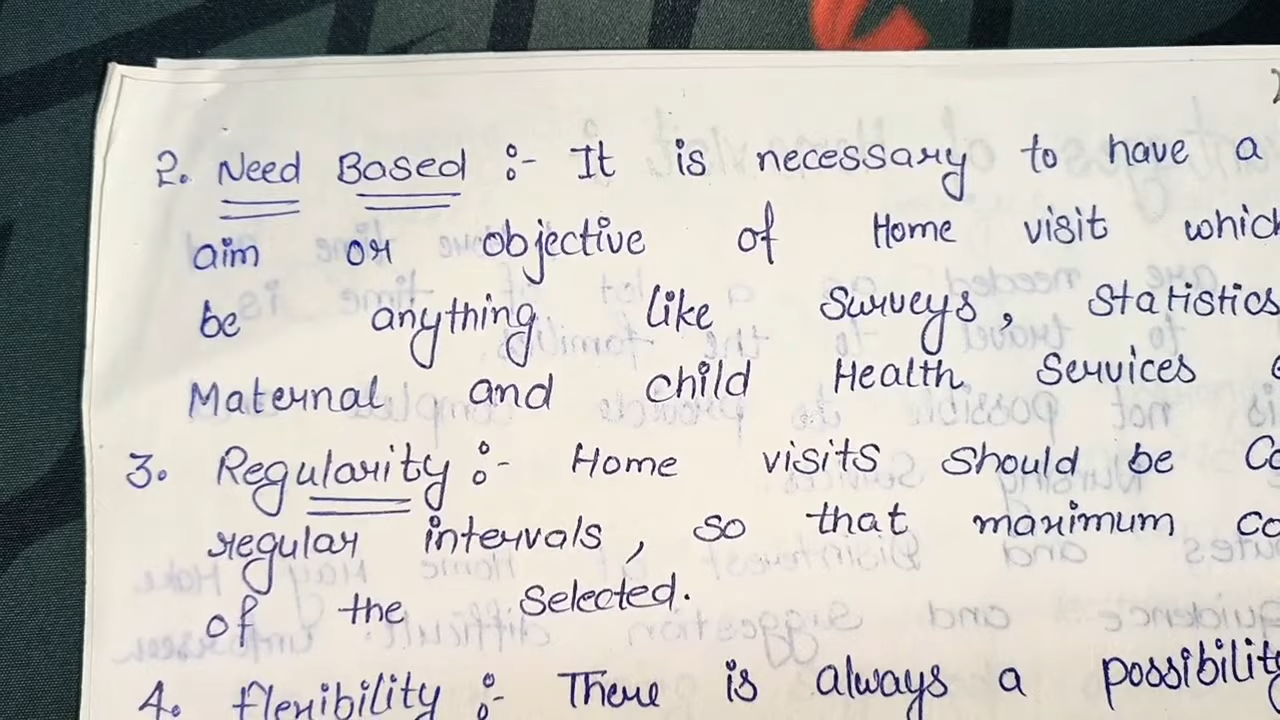 2. Need Based :- It is necessary to have a
aim or objective of Home visit which
be anything like Surveys, Statistics
Maternal and child Health Services
3. Regularity :- Home visits should be
regular intervals, so that maximum
of the Selected.
4. flexibility :- There is always a possibility